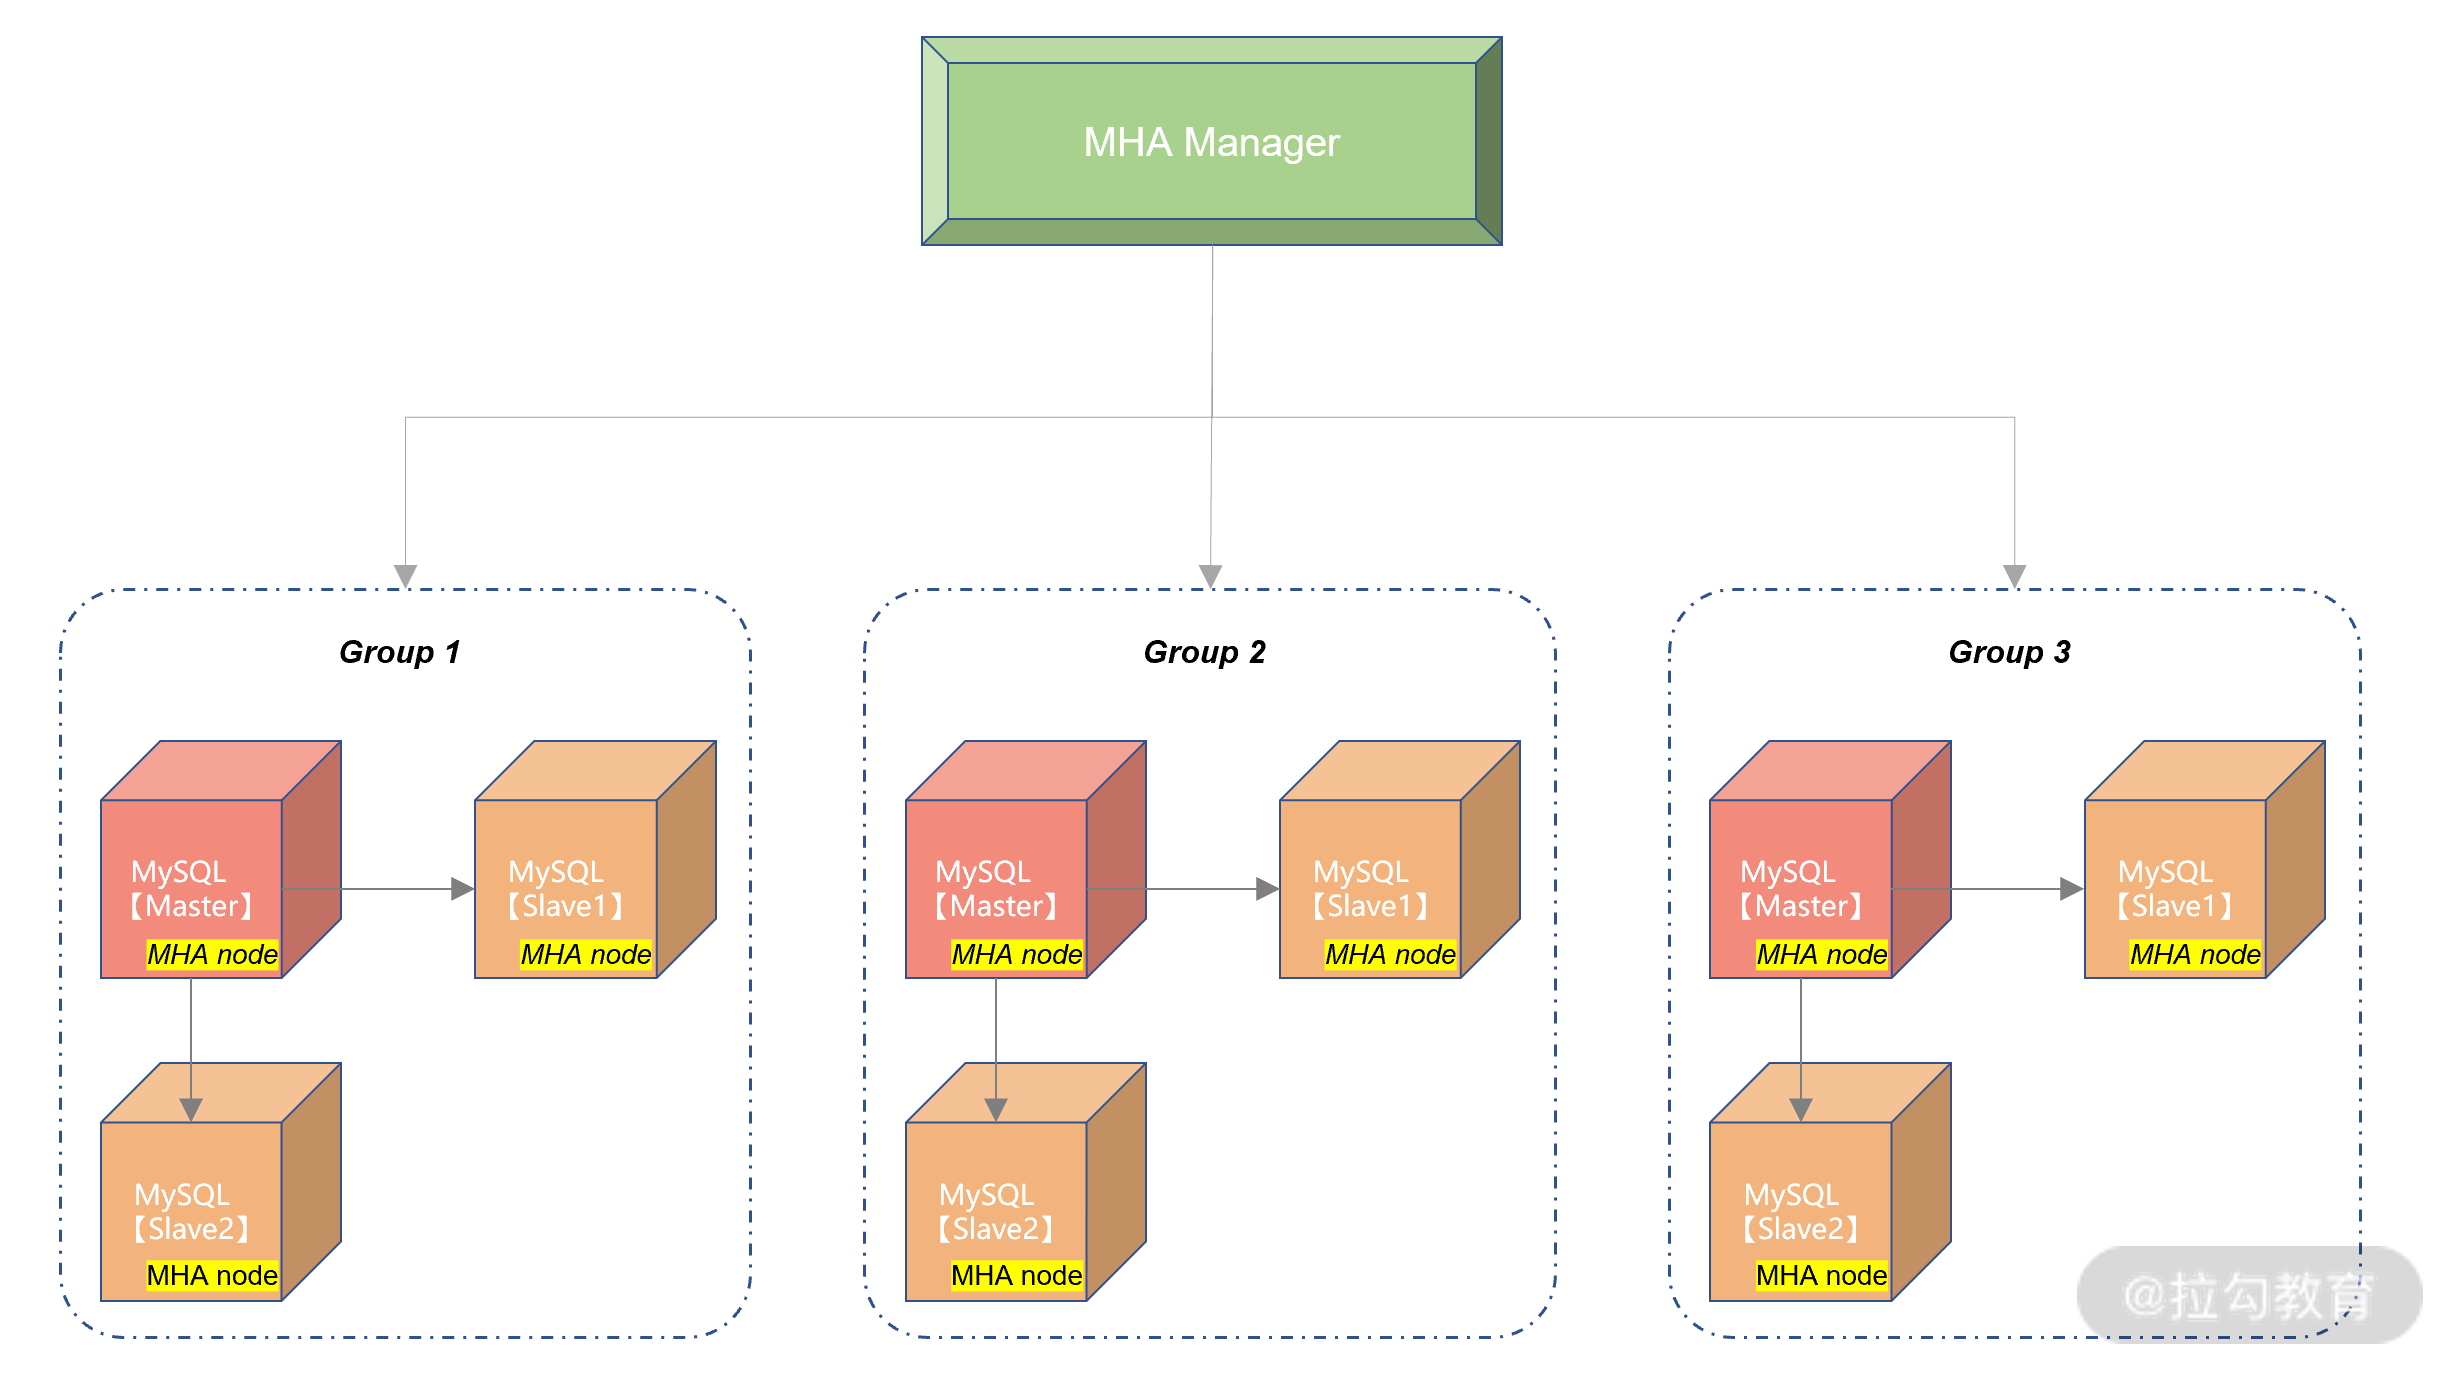 MHA Manager
Group 1
MySQL
【Master】
MHA node
MySQL
【Slave1】
MHA node
MySQL
【Slave2】
MHA node
Group 2
MySQL
【Master】
MHA node
MySQL
【Slave1】
MHA node
MySQL
【Slave2】
MHA node
Group 3
MySQL
【Master】
MHA node
MySQL
【Slave1】
MHA node
MySQL
【Slave2】
MHA node
@拉勾教育